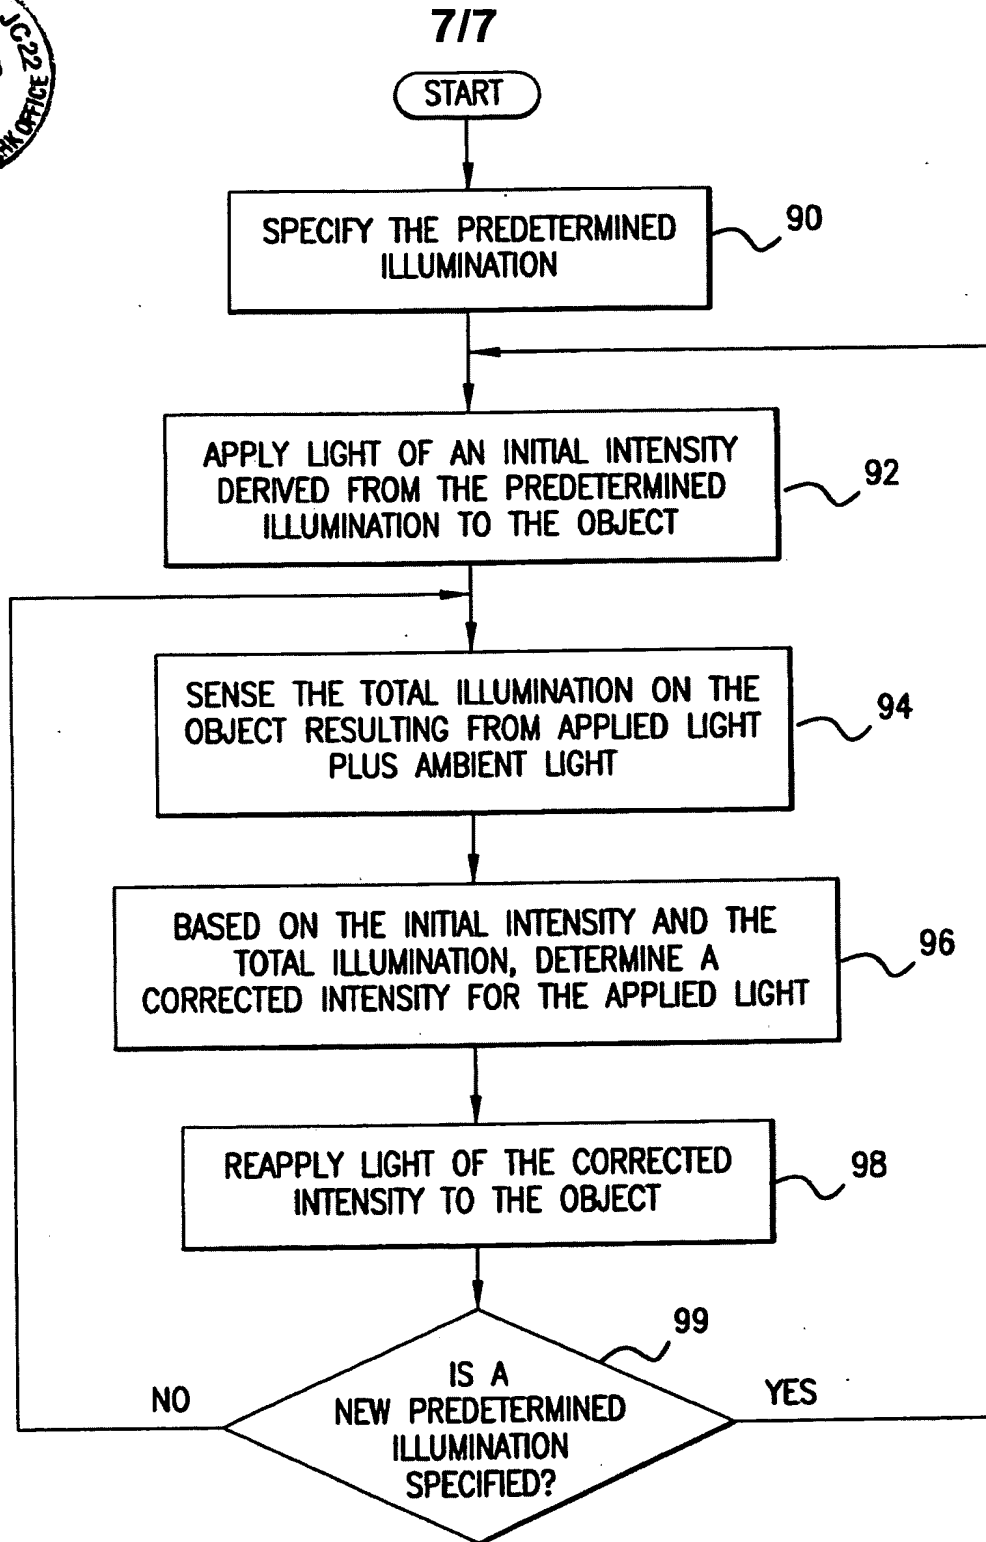 JC22
RK OFFICE
7/7
START
SPECIFY THE PREDETERMINED
ILLUMINATION
90
APPLY LIGHT OF AN INITIAL INTENSITY
DERIVED FROM THE PREDETERMINED
ILLUMINATION TO THE OBJECT
92
SENSE THE TOTAL ILLUMINATION ON THE
OBJECT RESULTING FROM APPLIED LIGHT
PLUS AMBIENT LIGHT
94
BASED ON THE INITIAL INTENSITY AND THE
TOTAL ILLUMINATION, DETERMINE A
CORRECTED INTENSITY FOR THE APPLIED LIGHT
96
REAPPLY LIGHT OF THE CORRECTED
INTENSITY TO THE OBJECT
98
99
IS A
NEW PREDETERMINED
ILLUMINATION
SPECIFIED?
NO
YES